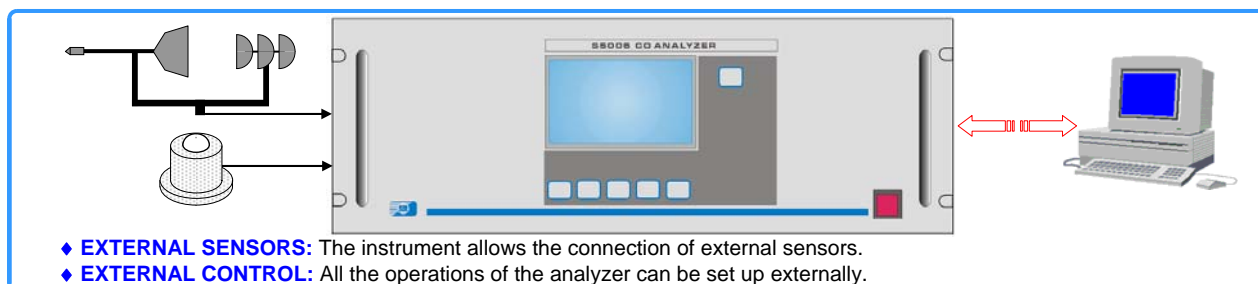 S5006 CO ANALYZER
♦ EXTERNAL SENSORS: The instrument allows the connection of external sensors.
♦ EXTERNAL CONTROL: All the operations of the analyzer can be set up externally.